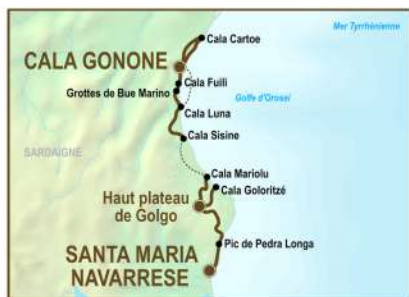 Mer Tyrrhénienne
Cala Cartoe
CALA GONONE
Cala Fuili
Grottes de Bue Marino
Golfe d'Orosei
Cala Luna
Cala Sisine
SARDAIGNE
Cala Mariolu
Cala Goloritzé
Haut plateau
de Golgo
Pic de Pedra Longa
SANTA MARIA
NAVARRESE